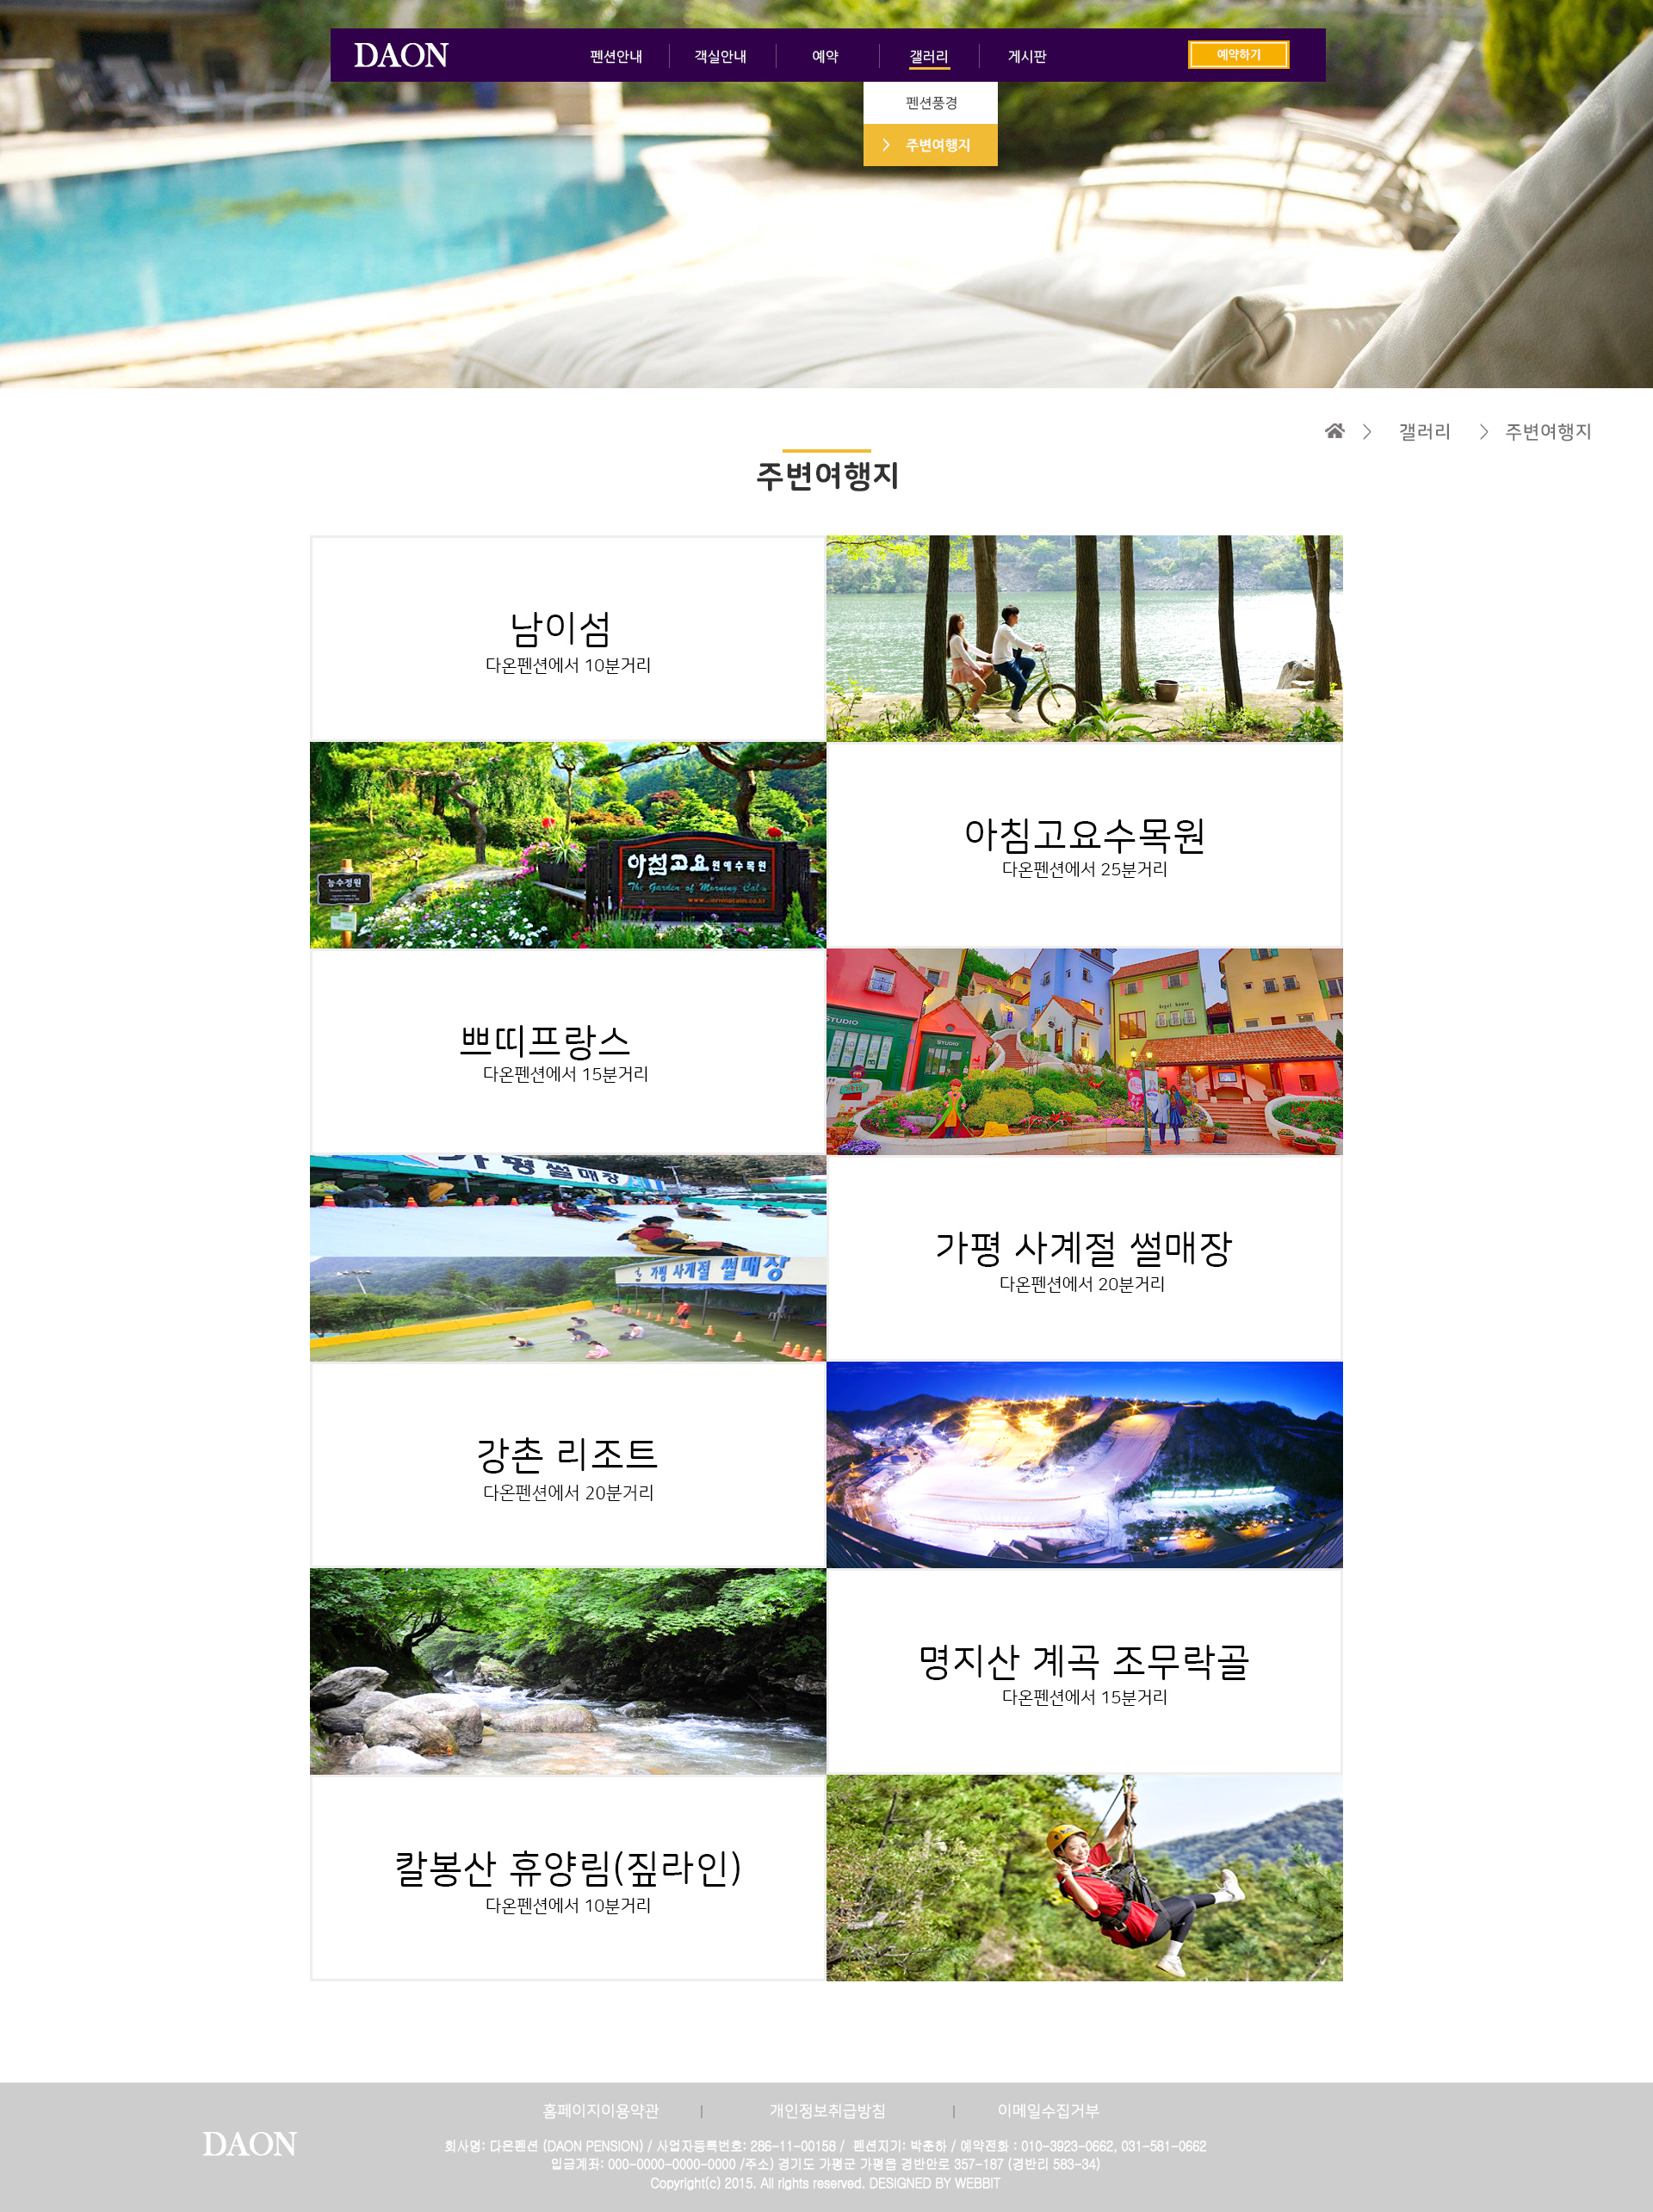 DAON
펜션안내
객실안내
예약
갤러리
게시판
예약하기
펜션풍경
> 주변여행지
> 갤러리 > 주변여행지
주변여행지
남이섬
다온펜션에서 10분거리
아침고요 원예수목원
The Garden of Morning Calm
능수정원
아침고요수목원
다온펜션에서 25분거리
쁘띠프랑스
다온펜션에서 15분거리
STUDIO
STUDIO
Orgel house
가평썰매장
가평 사계절 썰매장
가평 사계절 썰매장
다온펜션에서 20분거리
강촌 리조트
다온펜션에서 20분거리
명지산 계곡 조무락골
다온펜션에서 15분거리
칼봉산 휴양림(짚라인)
다온펜션에서 10분거리
홈페이지이용약관 | 개인정보취급방침 | 이메일수집거부
DAON
회사명: 다온펜션 (DAON PENSION) / 사업자등록번호: 286-11-00158 / 펜션지기: 박춘하 / 예약전화 : 010-3923-0662, 031-581-0662
입금계좌: 000-0000-0000-0000 /주소) 경기도 가평군 가평읍 경반안로 357-187 (경반리 583-34)
Copyright(c) 2015. All rights reserved. DESIGNED BY WEBBIT